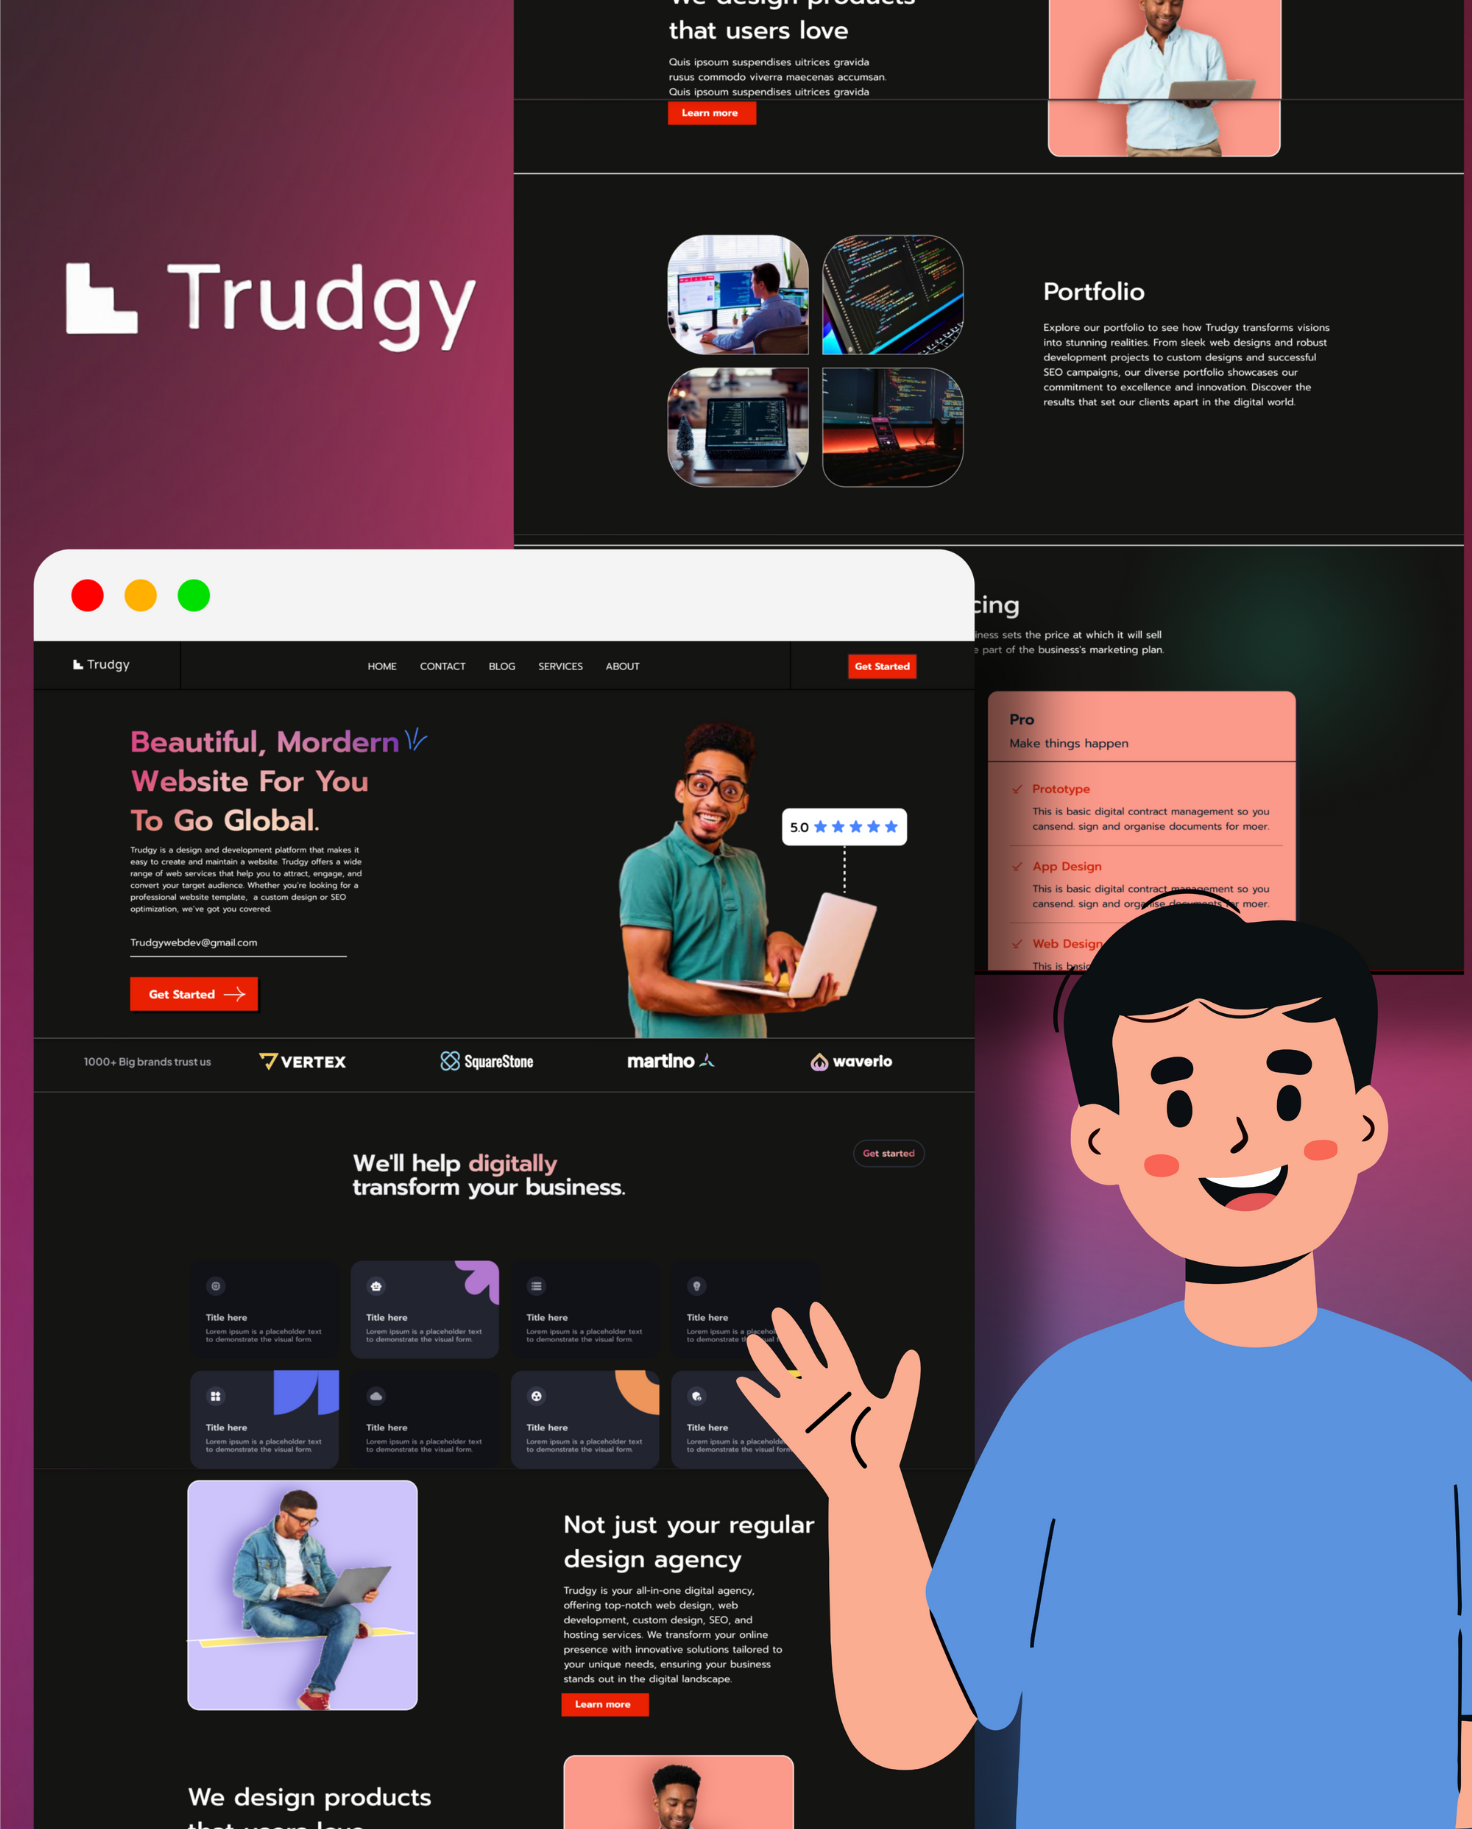 We design products
that users love
Quis ipsoum suspendises uitrices gravida
rusus commodo viverra maecenas accumsan.
Quis ipsoum suspendises uitrices gravida
Learn more
Trudgy
Portfolio
Explore our portfolio to see how Trudgy transforms visions
into stunning realities. From sleek web designs and robust
development projects to custom designs and successful
SEO campaigns, our diverse portfolio showcases our
commitment to excellence and innovation. Discover the
results that set our clients apart in the digital world.
cing
iness sets the price at which it will sell
e part of the business's marketing plan.
Pro
Make things happen
Prototype
This is basic digital contract management so you
cansend. sign and organise documents for moer.
App Design
This is basic digital contract management so you
cansend. sign and organise documents for moer.
Web Design
This is basic
Trudgy
HOME CONTACT BLOG SERVICES ABOUT
Get Started
Beautiful, Mordern
Website For You
To Go Global.
Trudgy is a design and development platform that makes it
easy to create and maintain a website. Trudgy offers a wide
range of web services that help you to attract, engage, and
convert your target audience. Whether you're looking for a
professional website template, a custom design or SEO
optimization, we've got you covered.
Trudgywebdev@gmail.com
Get Started
5.0
1000+ Big brands trust us
VERTEX
SquareStone
martino
waverio
We'll help digitally
transform your business.
Get started
Title here
Lorem ipsum is a placeholder text
to demonstrate the visual form.
Title here
Lorem ipsum is a placeholder text
to demonstrate the visual form.
Title here
Lorem ipsum is a placeholder text
to demonstrate the visual form.
Title here
Lorem ipsum is a placehol
to demonstrate th
Title here
Lorem ipsum is a placeholder text
to demonstrate the visual form.
Title here
Lorem ipsum is a placeholder text
to demonstrate the visual form.
Title here
Lorem ipsum is a placeholder text
to demonstrate the visual form.
Title here
Lorem ipsum is a placeholde
to demonstrate the visual form
Not just your regular
design agency
Trudgy is your all-in-one digital agency,
offering top-notch web design, web
development, custom design, SEO, and
hosting services. We transform your online
presence with innovative solutions tailored to
your unique needs, ensuring your business
stands out in the digital landscape.
Learn more
We design products
that users love